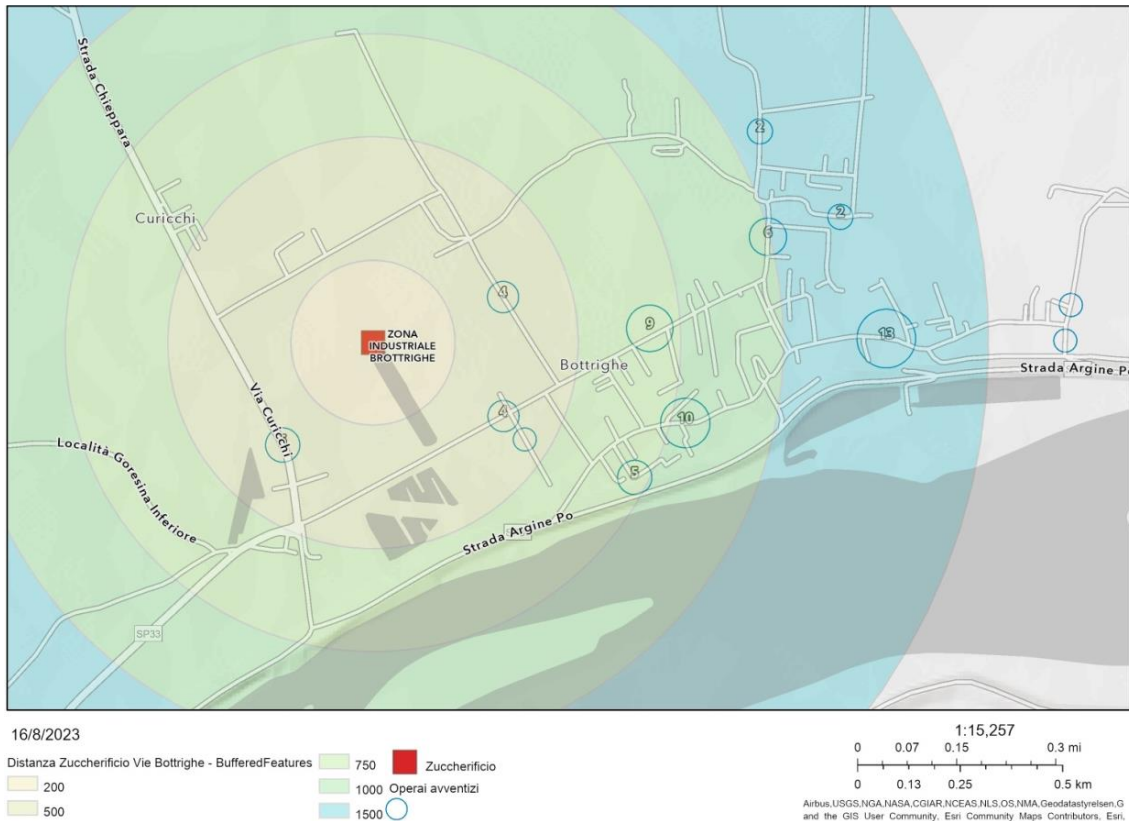 Strada Chieppara
Curicchi
2
2
6
4
ZONA
INDUSTRIALE
BROTTRIGHE
9
13
Bottrighe
Strada Argine Po
4
10
Via Curicchi
Località Goresina Inferiore
5
Strada Argine Po
SP33
16/8/2023
Distanza Zuccherificio Vie Bottrighe - BufferedFeatures
200
500
750
1000
1500
Zuccherificio
Operai avventizi
1:15,257
0 0.07 0.15 0.3 mi
0 0.13 0.25 0.5 km
Airbus,USGS,NGA,NASA,CGIAR,NCEAS,NLS,OS,NMA,Geodatastyrelsen,G
and the GIS User Community, Esri Community Maps Contributors, Esri,